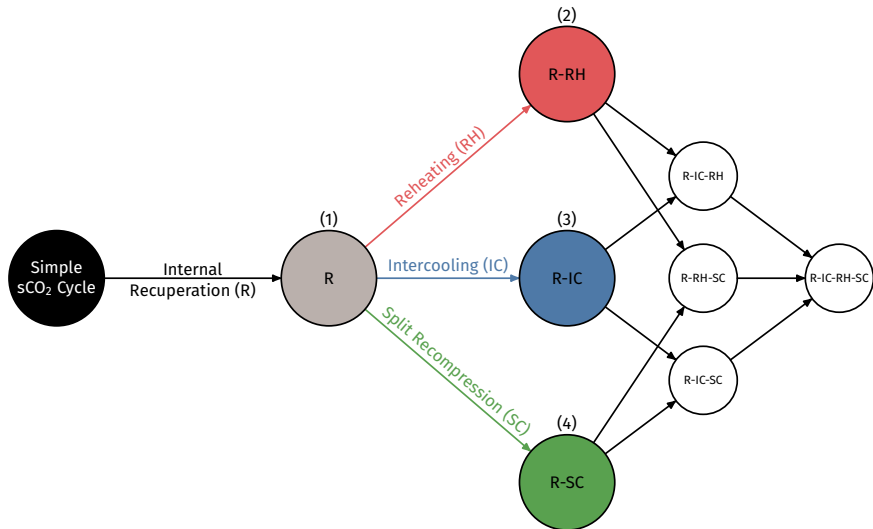 (2)
R-RH
Reheating (RH)
R-IC-RH
(1)
(3)
Simple
sCO₂ Cycle
Internal
Recuperation (R)
R
Intercooling (IC)
R-IC
R-RH-SC
R-IC-RH-SC
Split Recompression (SC)
R-IC-SC
(4)
R-SC